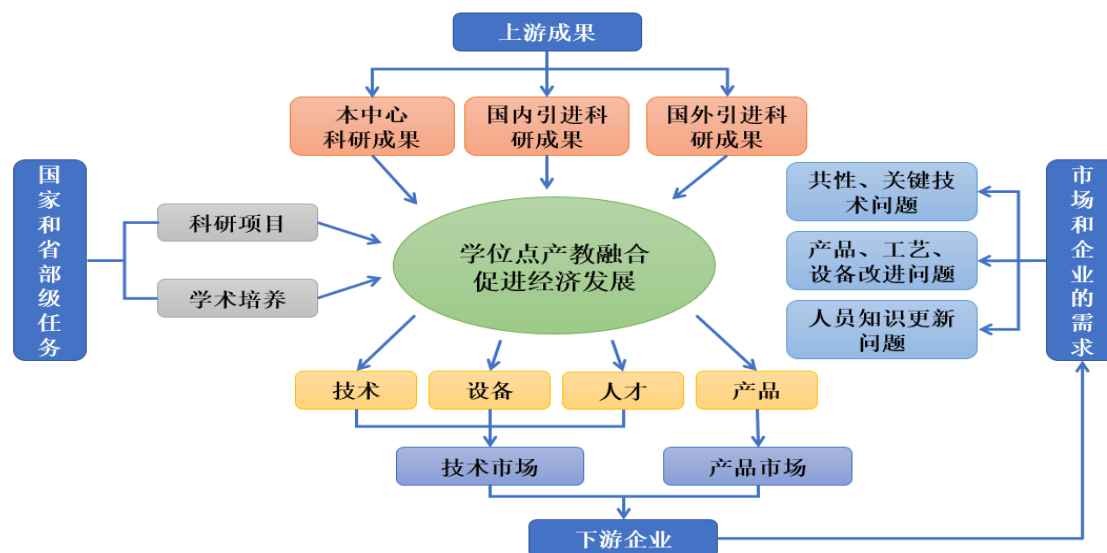 上游成果
本中心
科研成果
国内引进科
研成果
国外引进科
研成果
国家和省部级任务
科研项目
学术培养
学位点产教融合
促进经济发展
共性、关键技
术问题
产品、工艺、
设备改进问题
人员知识更新
问题
市场和企业的需求
技术
设备
人才
产品
技术市场
产品市场
下游企业